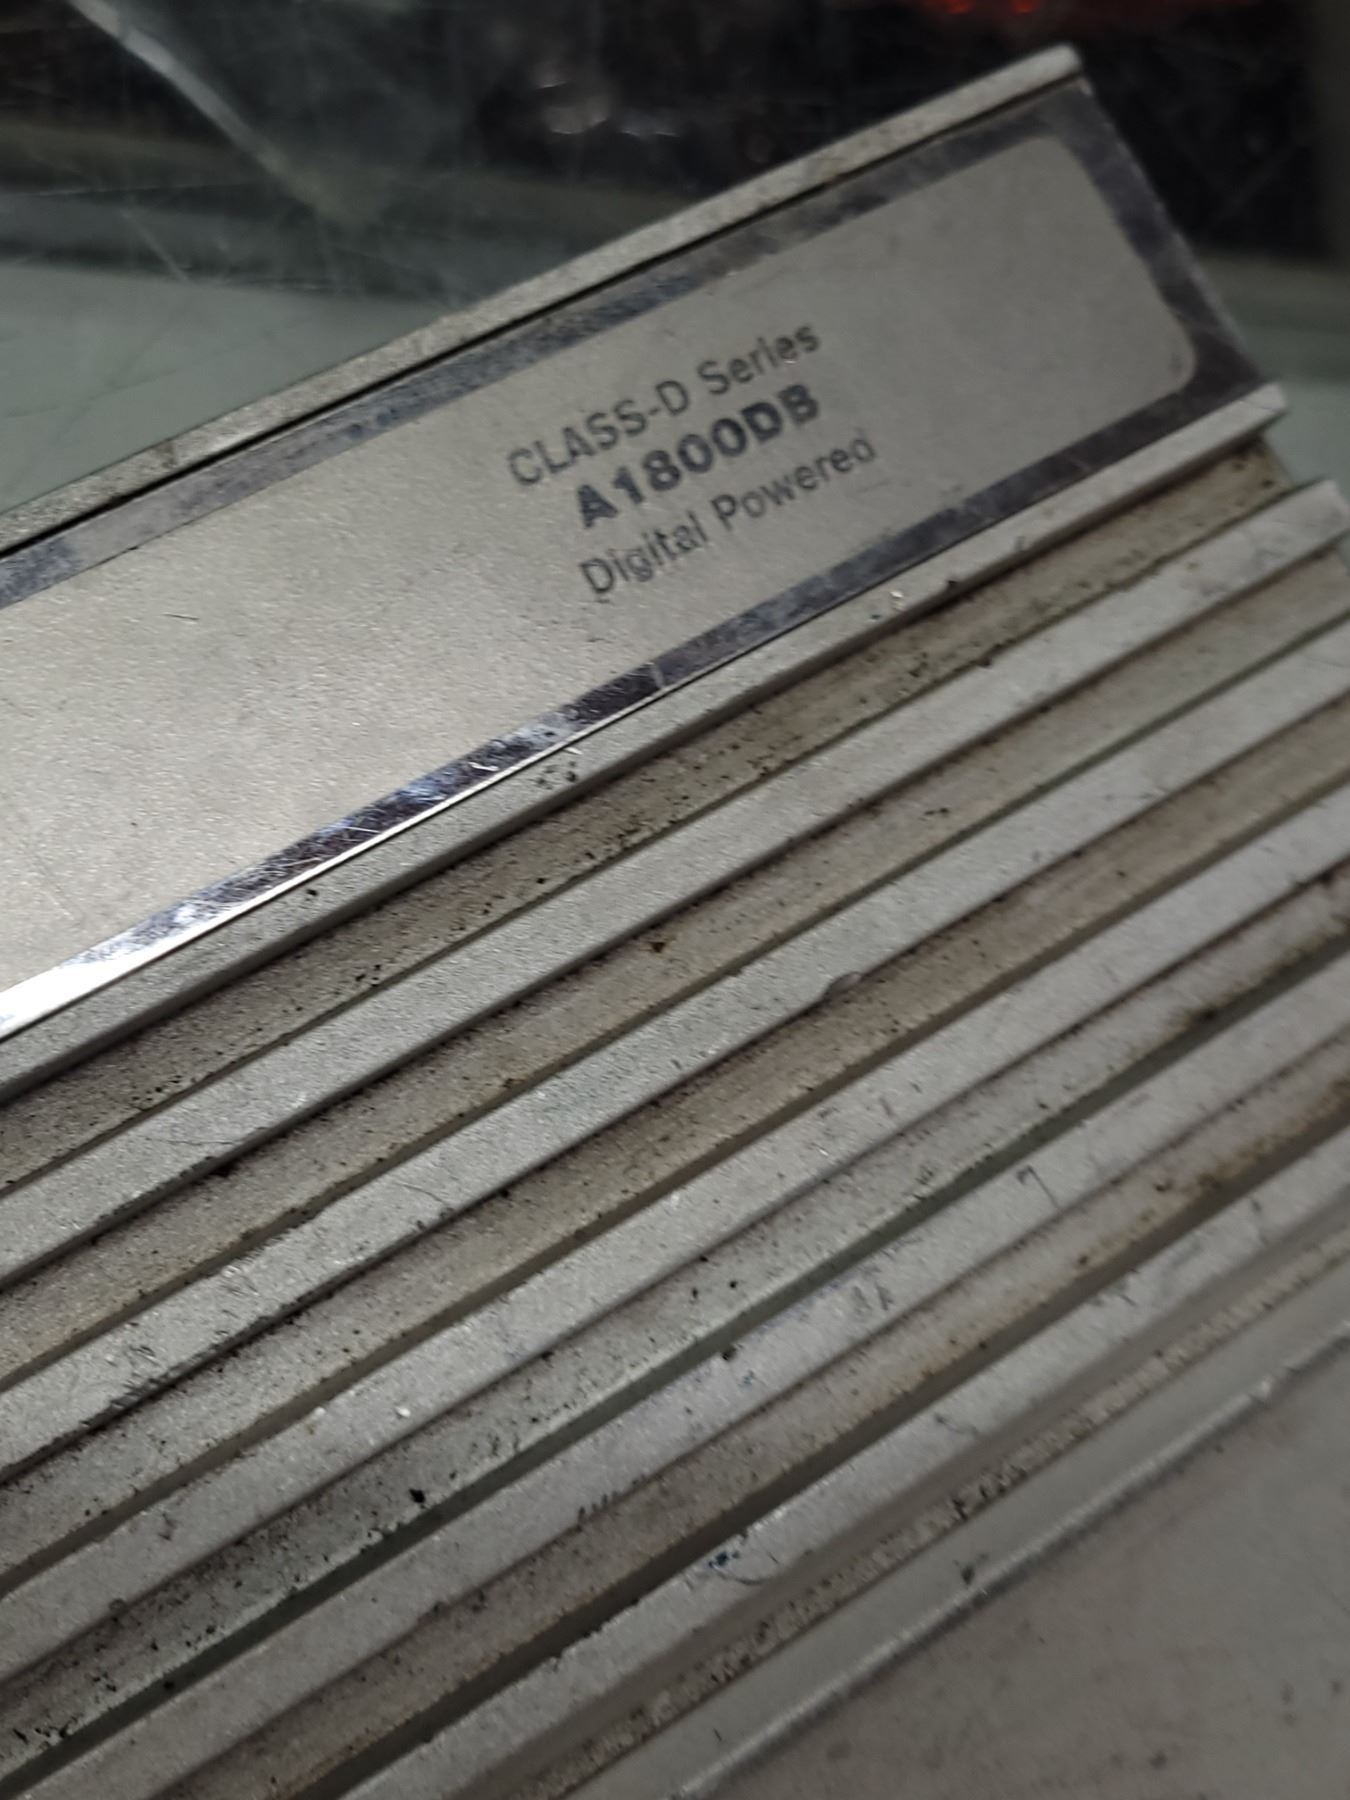 CLASS-D Series
A1800DB
Digital Powered